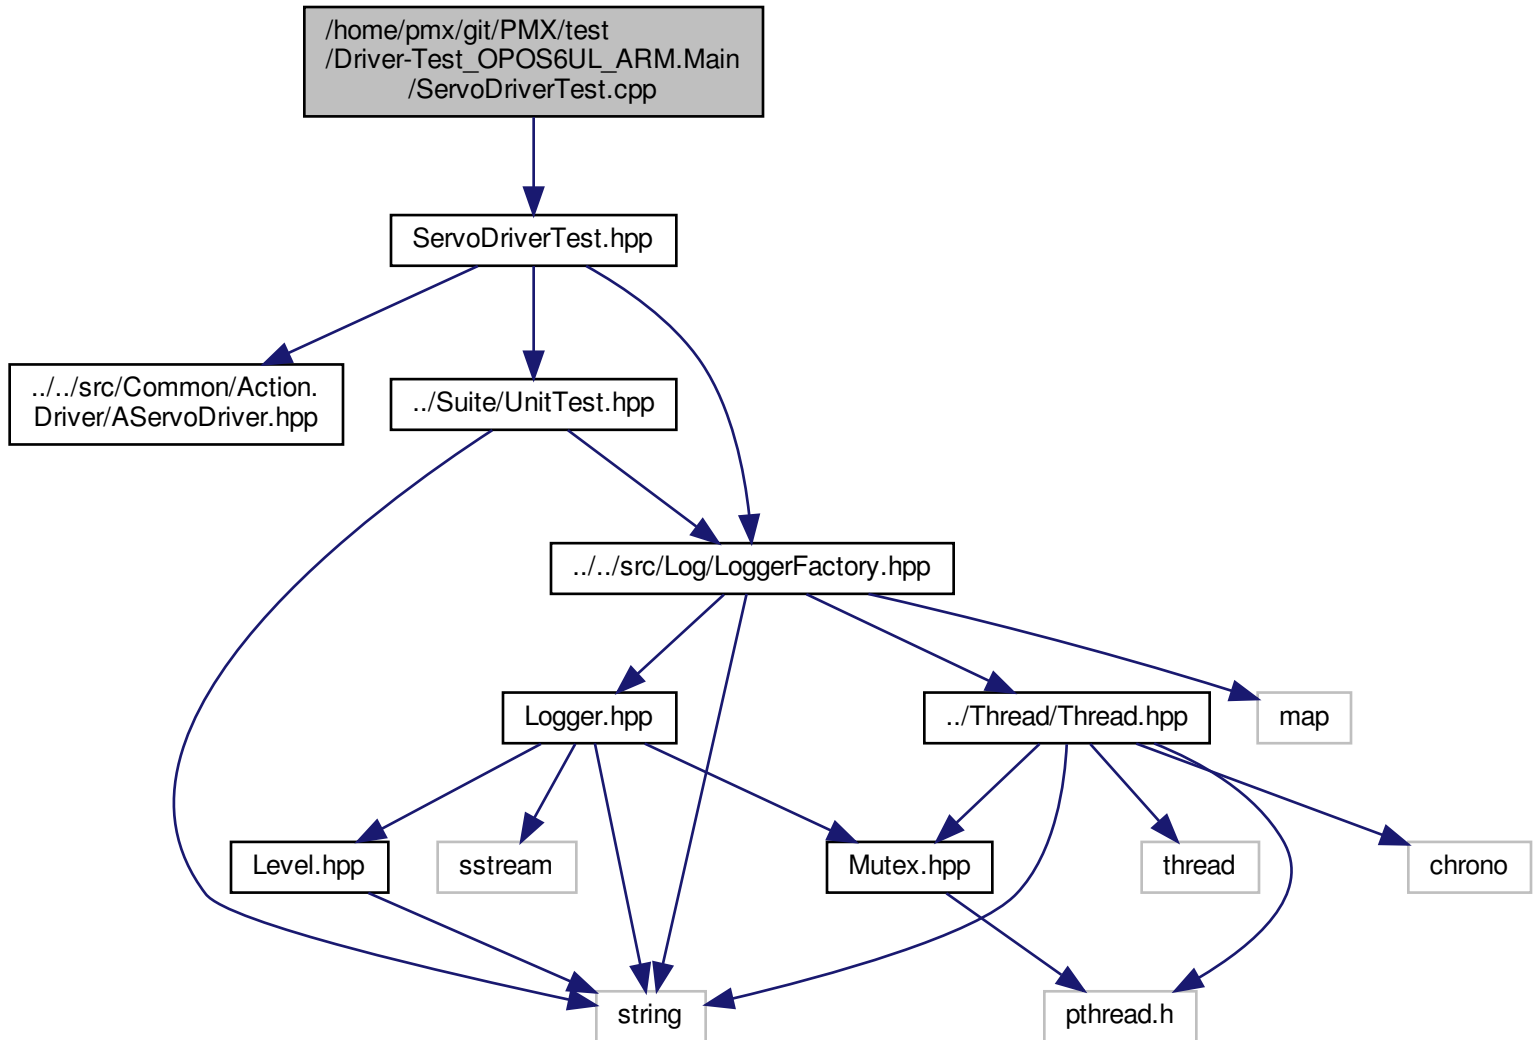 /home/pmx/git/PMX/test
/Driver-Test_OPOS6UL_ARM.Main
/ServoDriverTest.cpp
ServoDriverTest.hpp
../../src/Common/Action.
Driver/AServoDriver.hpp
../Suite/UnitTest.hpp
../../src/Log/LoggerFactory.hpp
Logger.hpp
../Thread/Thread.hpp
map
Level.hpp
sstream
Mutex.hpp
thread
chrono
string
pthread.h